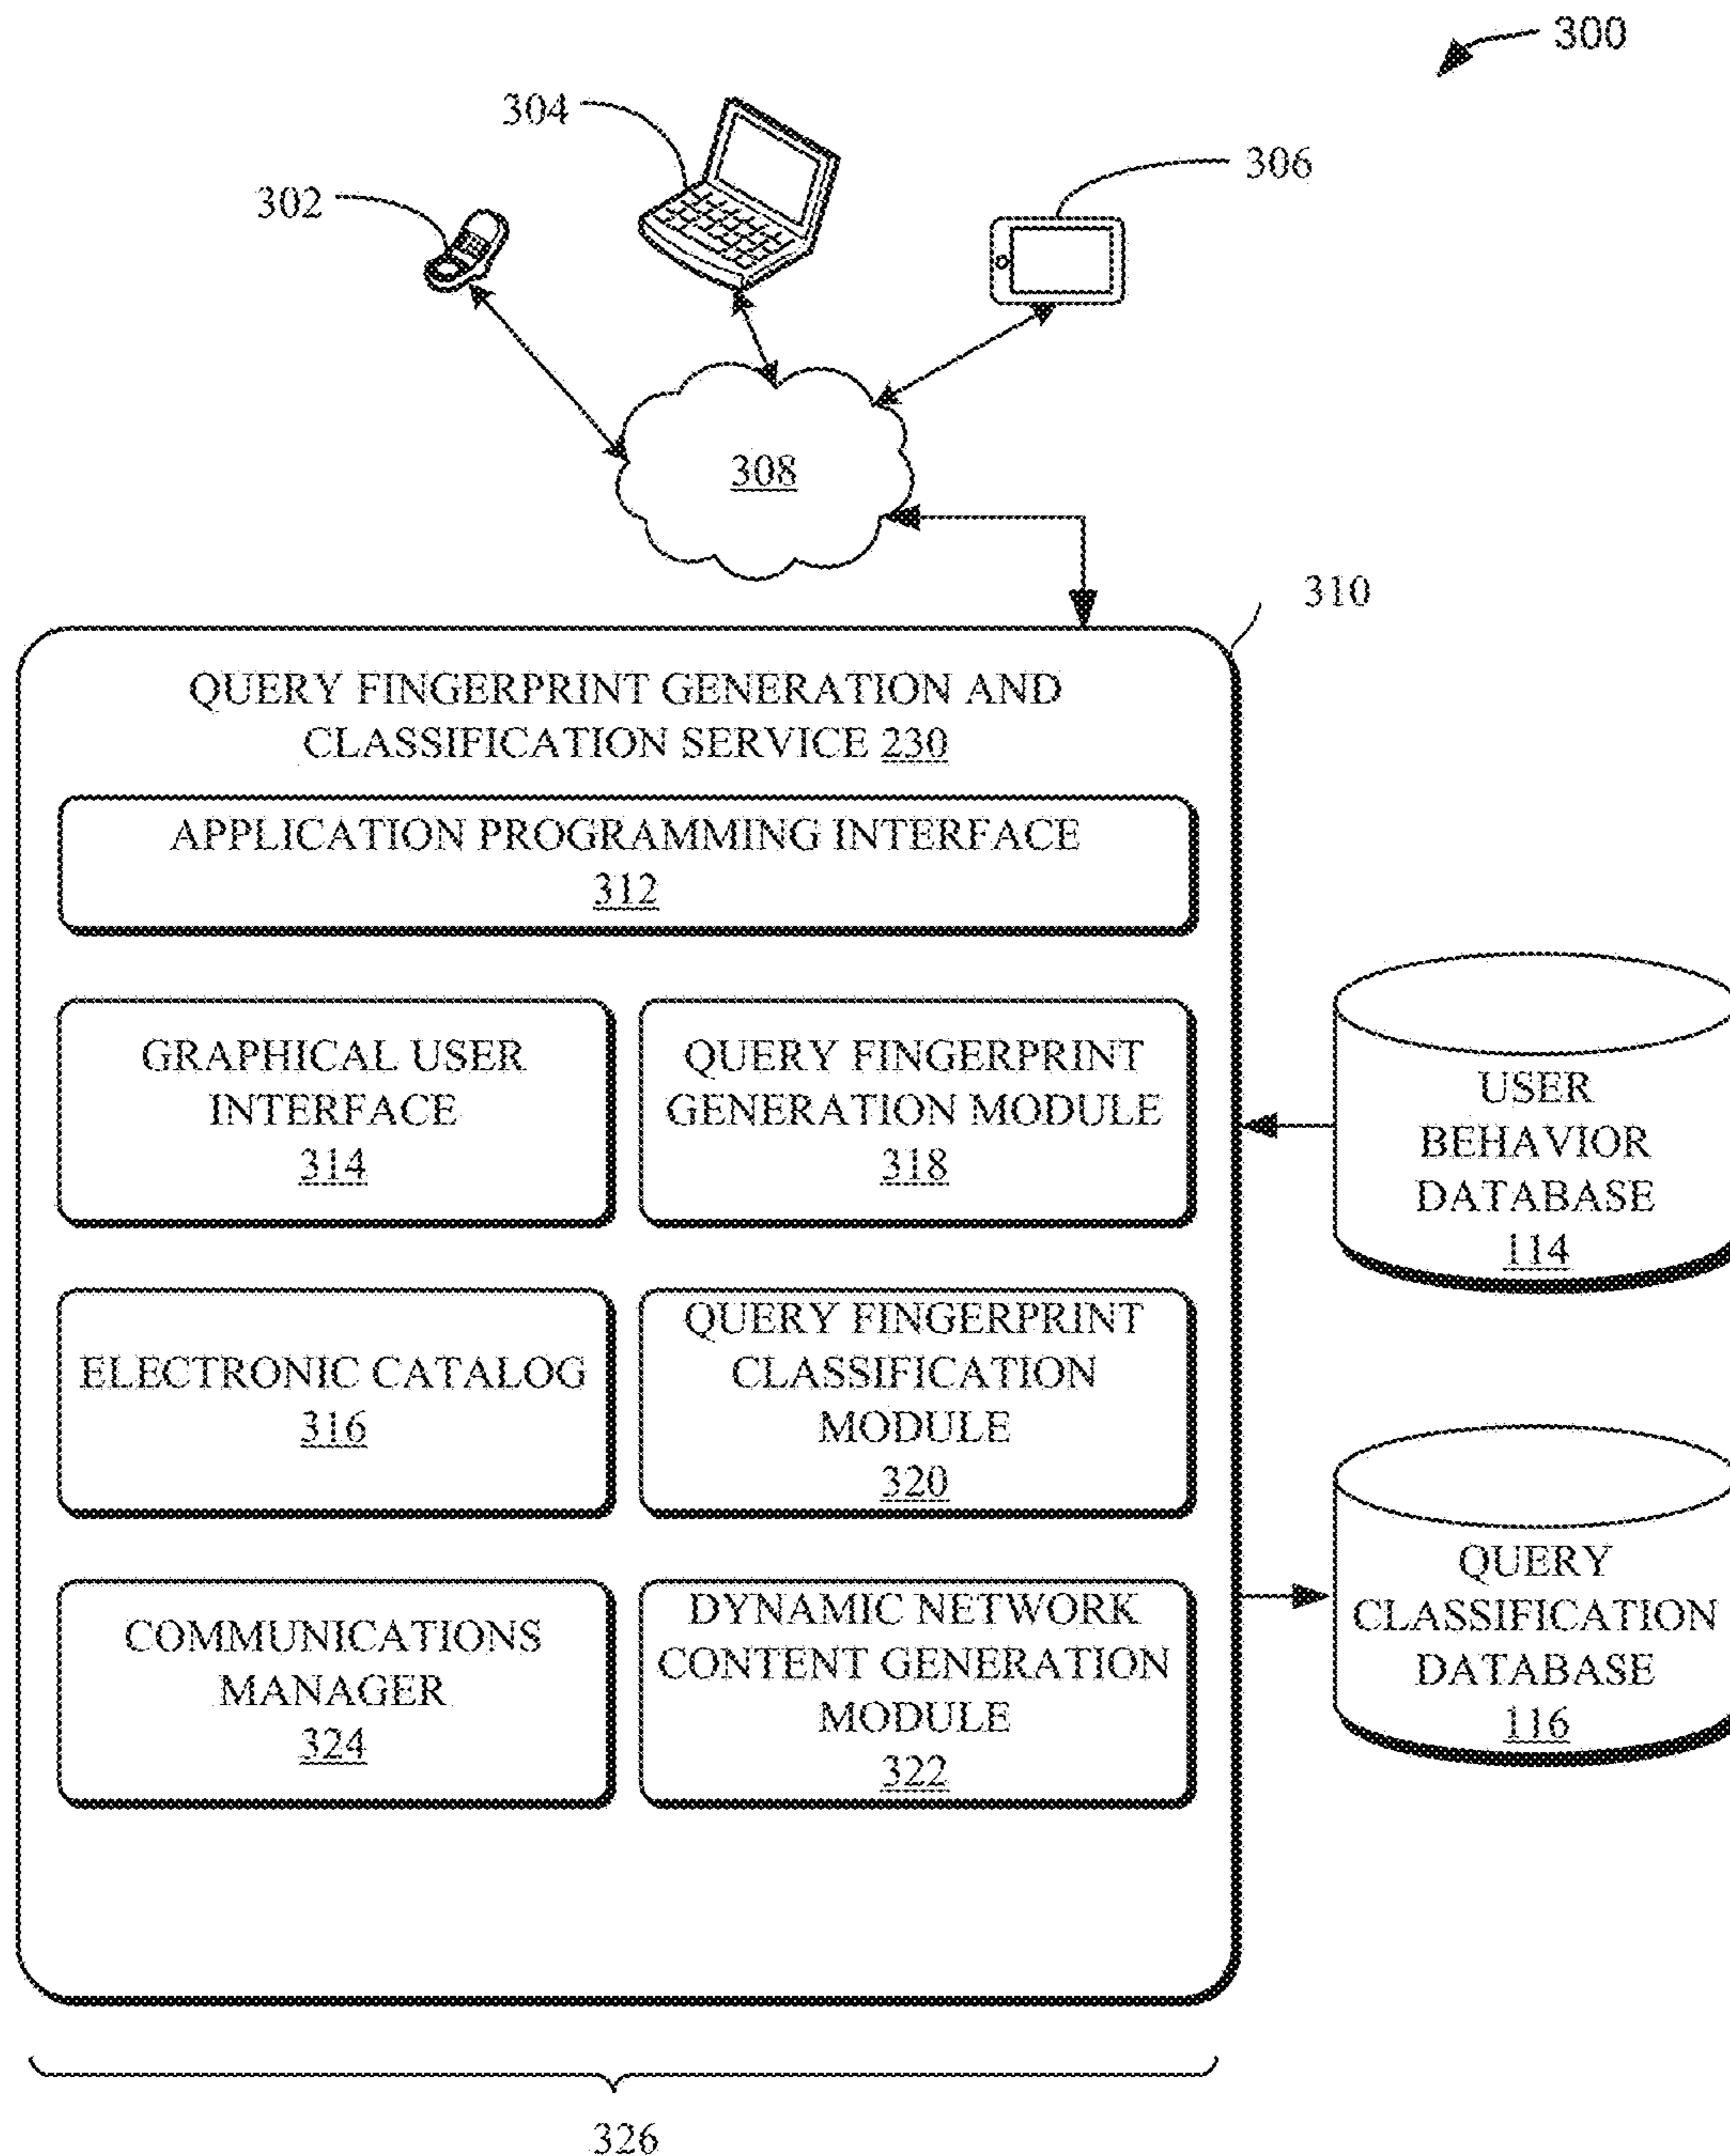 300
304
306
302
308
310
QUERY FINGERPRINT GENERATION AND
CLASSIFICATION SERVICE 230
APPLICATION PROGRAMMING INTERFACE
312
GRAPHICAL USER
INTERFACE
314
QUERY FINGERPRINT
GENERATION MODULE
318
USER
BEHAVIOR
DATABASE
114
ELECTRONIC CATALOG
316
QUERY FINGERPRINT
CLASSIFICATION
MODULE
320
COMMUNICATIONS
MANAGER
324
DYNAMIC NETWORK
CONTENT GENERATION
MODULE
322
QUERY
CLASSIFICATION
DATABASE
116
326